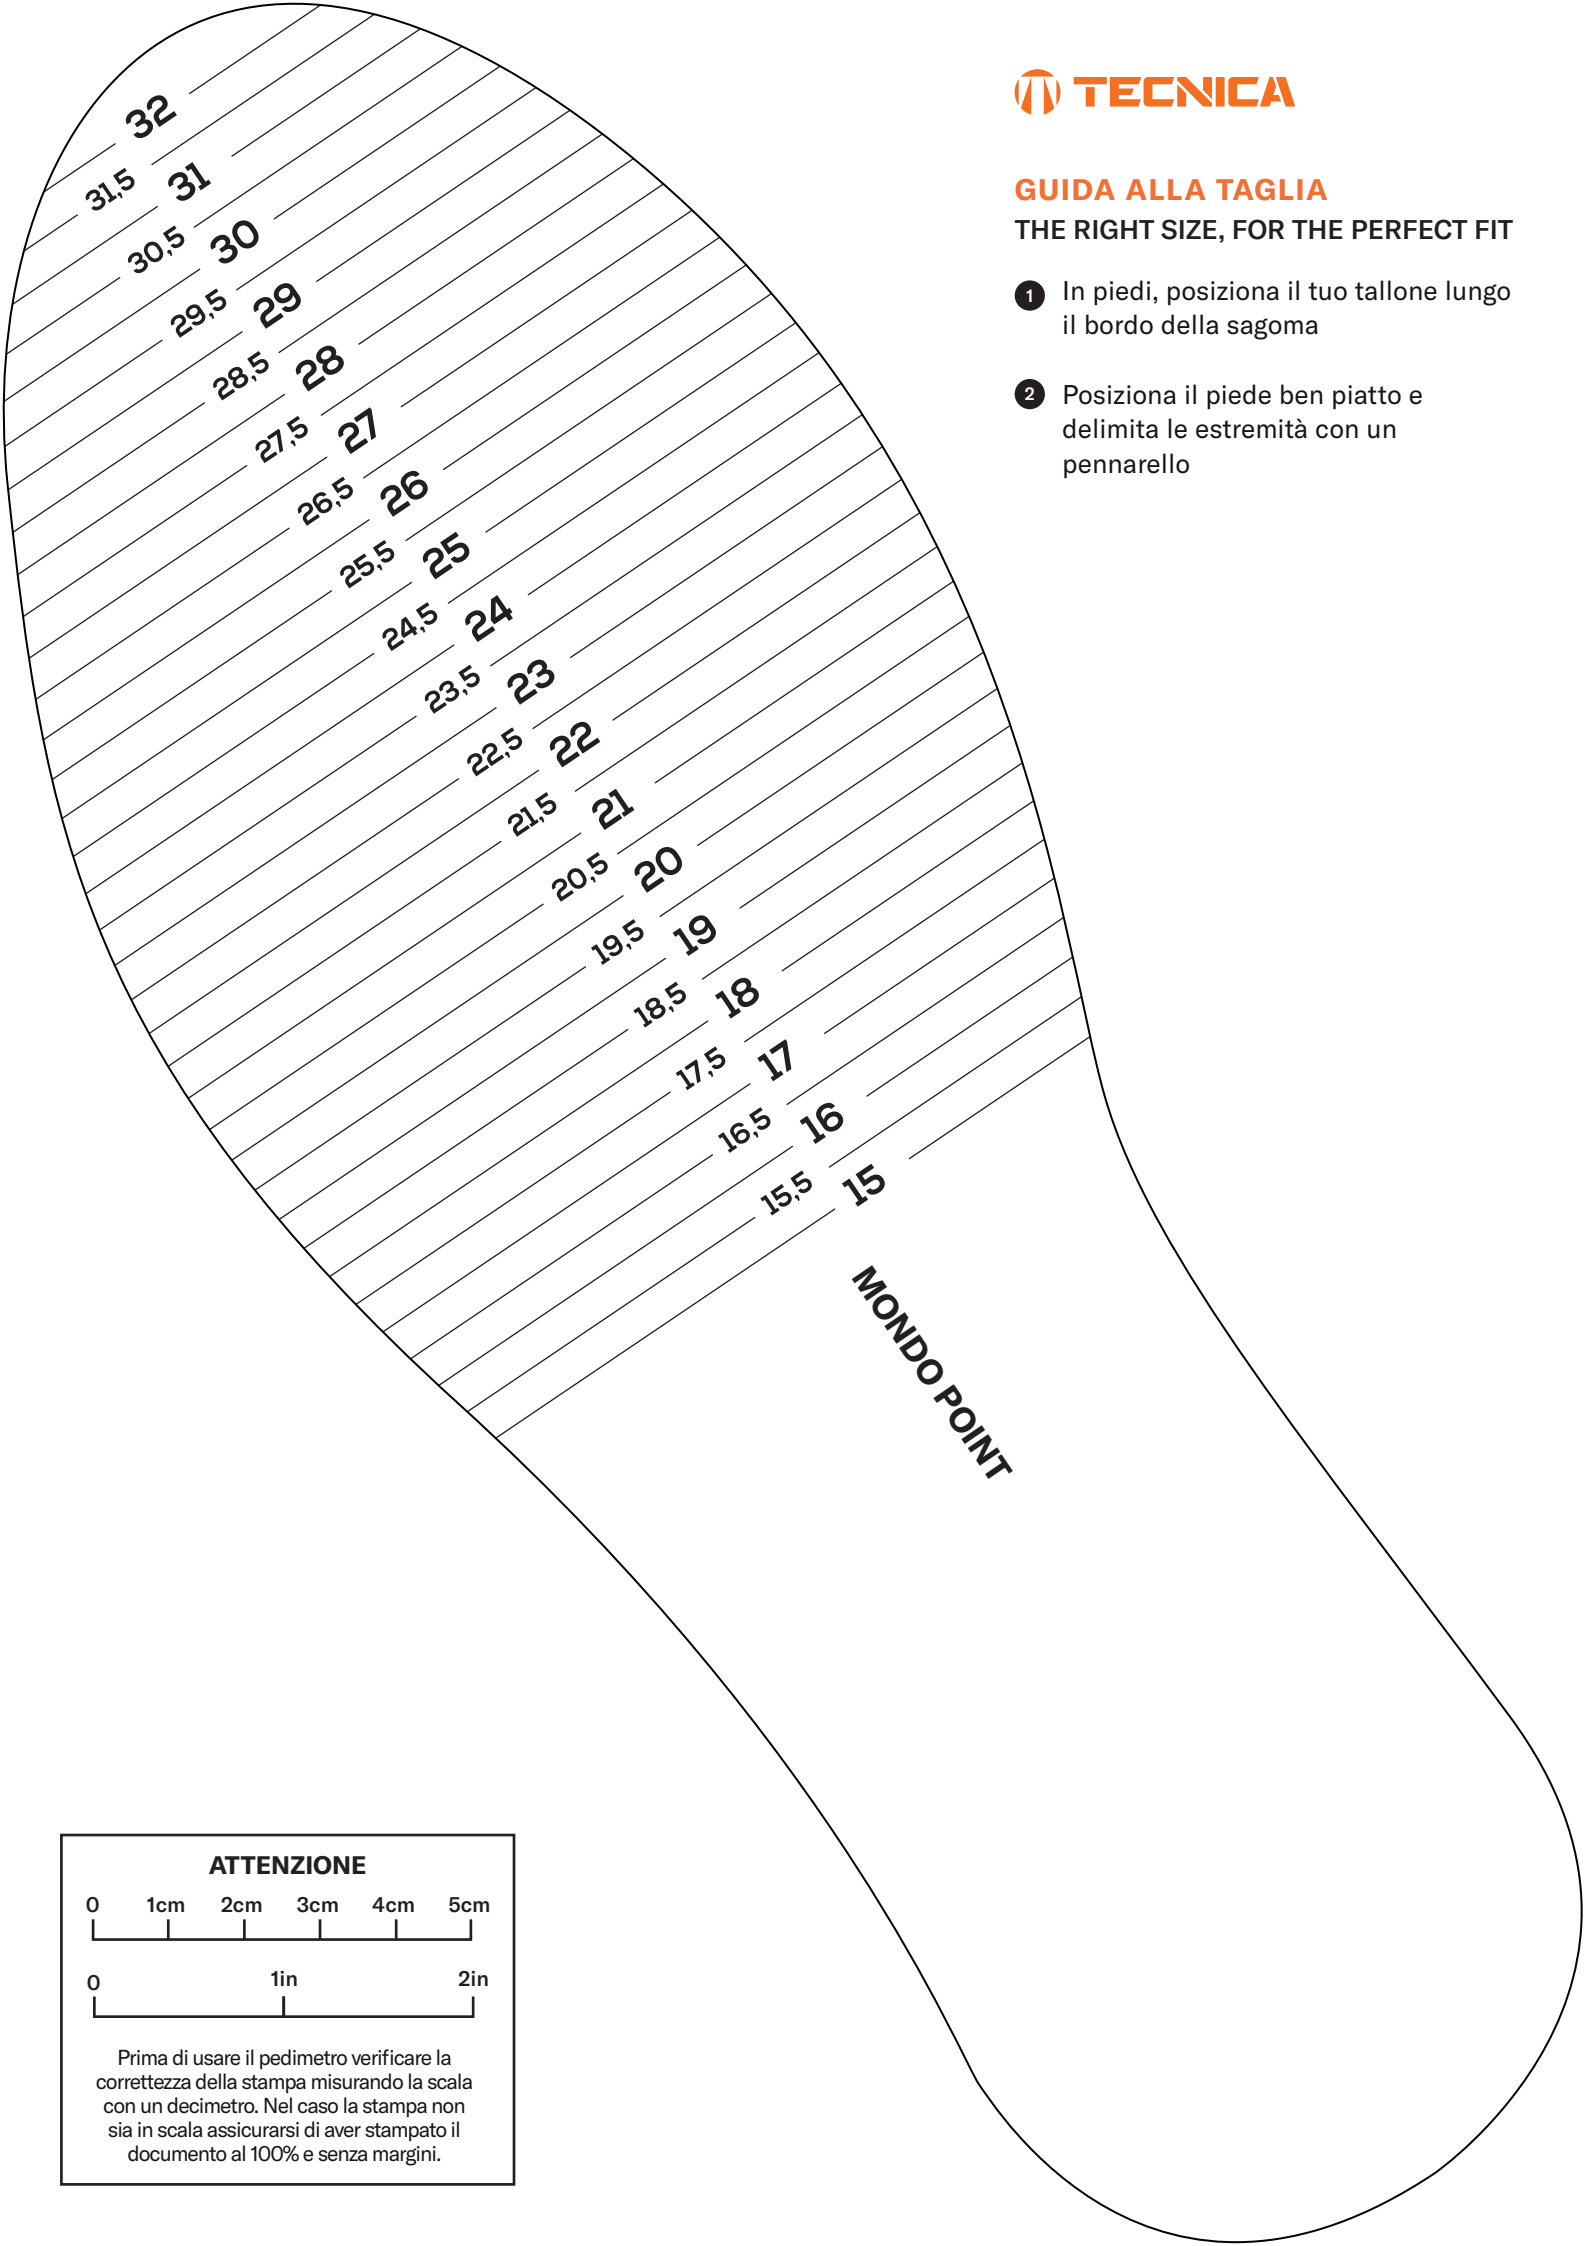 TECNICA
GUIDA ALLA TAGLIA
THE RIGHT SIZE, FOR THE PERFECT FIT
1 In piedi, posiziona il tuo tallone lungo
il bordo della sagoma
2 Posiziona il piede ben piatto e
delimita le estremità con un
pennarello
32
31,5 31
30,5 30
29,5 29
28,5 28
27,5 27
26,5 26
25,5 25
24,5 24
23,5 23
22,5 22
21,5 21
20,5 20
19,5 19
18,5 18
17,5 17
16,5 16
15,5 15
MONDO POINT
ATTENZIONE
0 1cm 2cm 3cm 4cm 5cm
0 1in 2in
Prima di usare il pedimetro verificare la
correttezza della stampa misurando la scala
con un decimetro. Nel caso la stampa non
sia in scala assicurarsi di aver stampato il
documento al 100% e senza margini.